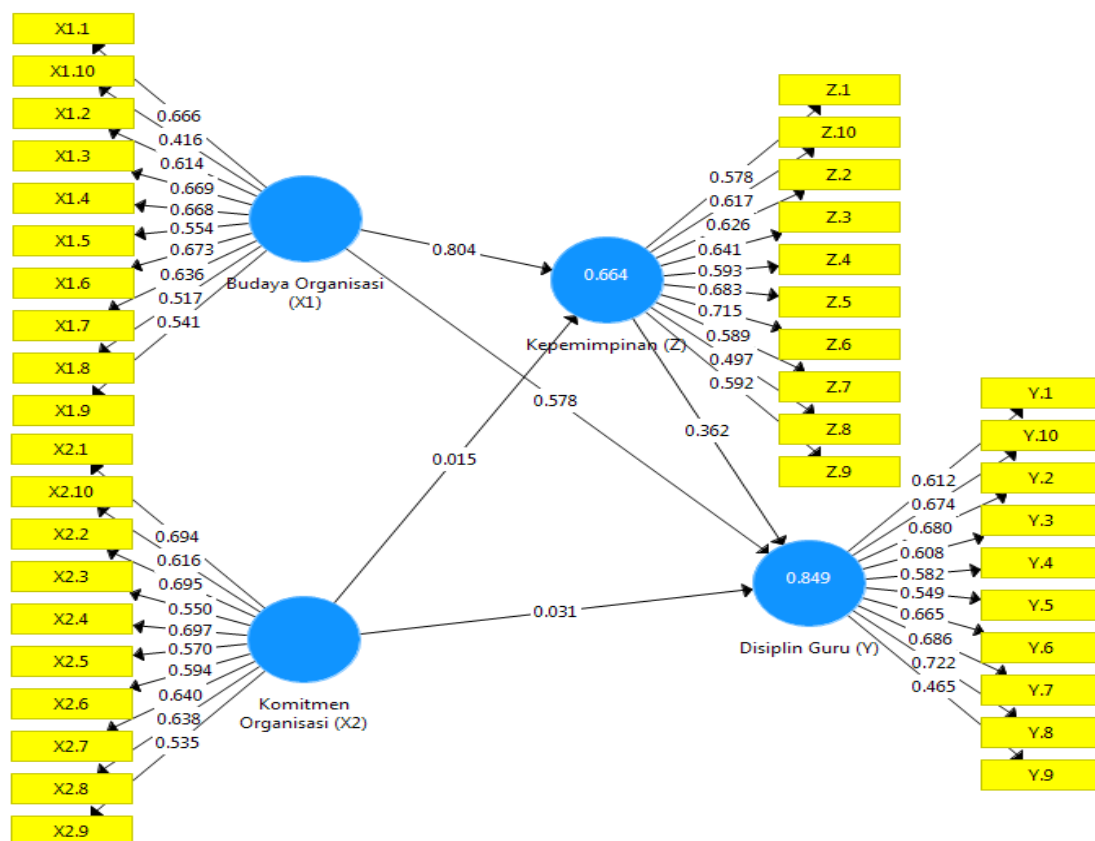 X1.1
X1.10
X1.2
X1.3
X1.4
X1.5
X1.6
X1.7
X1.8
X1.9
0.666
0.416
0.614
0.669
0.668
0.554
0.673
0.636
0.517
0.541
Budaya Organisasi
(X1)
X2.1
X2.10
X2.2
X2.3
X2.4
X2.5
X2.6
X2.7
X2.8
X2.9
0.694
0.616
0.695
0.550
0.697
0.570
0.594
0.640
0.638
0.535
Komitmen
Organisasi (X2)
0.804
0.578
0.015
0.031
0.362
0.664
Kepemimpinan (Z)
0.578
0.617
0.626
0.641
0.593
0.683
0.715
0.589
0.497
0.592
Z.1
Z.10
Z.2
Z.3
Z.4
Z.5
Z.6
Z.7
Z.8
Z.9
0.849
Disiplin Guru (Y)
0.612
0.674
0.680
0.608
0.582
0.549
0.665
0.686
0.722
0.465
Y.1
Y.10
Y.2
Y.3
Y.4
Y.5
Y.6
Y.7
Y.8
Y.9